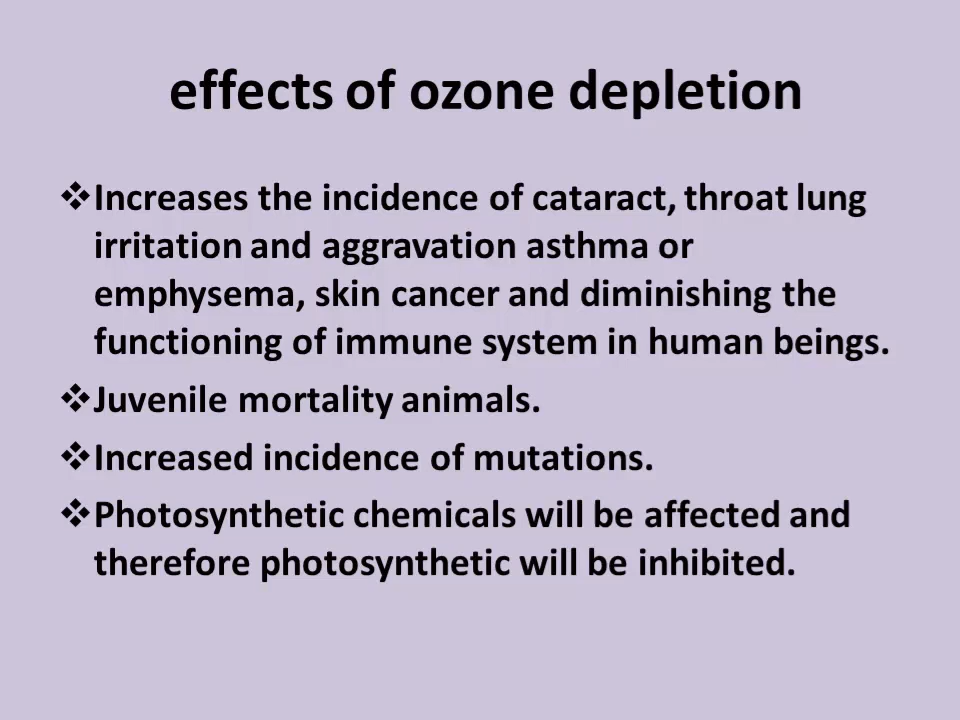 effects of ozone depletion
❖Increases the incidence of cataract, throat lung
irritation and aggravation asthma or
emphysema, skin cancer and diminishing the
functioning of immune system in human beings.
❖Juvenile mortality animals.
❖Increased incidence of mutations.
❖Photosynthetic chemicals will be affected and
therefore photosynthetic will be inhibited.